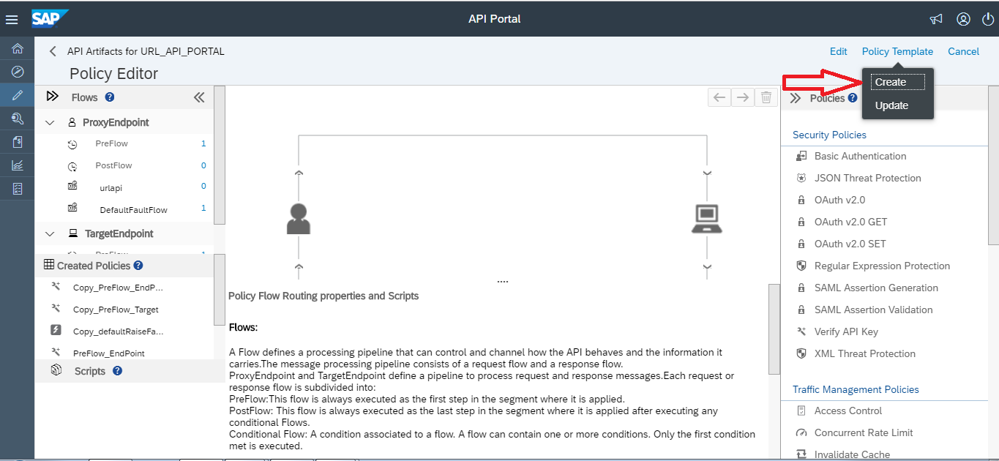 SAP
API Portal
API Artifacts for URL_API_PORTAL
Edit
Policy Template
Cancel
Policy Editor
Create
Update
Flows ?
Policies ?
ProxyEndpoint
PreFlow 1
PostFlow 0
urlapi 0
DefaultFaultFlow 1
TargetEndpoint
PreFlow 1
Created Policies ?
Copy_PreFlow_EndP...
Copy_PreFlow_Target
Copy_defaultRaiseFa...
PreFlow_EndPoint
Scripts ?
....
Policy Flow Routing properties and Scripts
Flows:
A Flow defines a processing pipeline that can control and channel how the API behaves and the information it
carries.The message processing pipeline consists of a request flow and a response flow.
ProxyEndpoint and TargetEndpoint define a pipeline to process request and response messages.Each request or
response flow is subdivided into:
PreFlow:This flow is always executed as the first step in the segment where it is applied.
PostFlow: This flow is always executed as the last step in the segment where it is applied after executing any
conditional Flows.
Conditional Flow: A condition associated to a flow. A flow can contain one or more conditions. Only the first condition
met is executed.
Security Policies
Basic Authentication
JSON Threat Protection
OAuth v2.0
OAuth v2.0 GET
OAuth v2.0 SET
Regular Expression Protection
SAML Assertion Generation
SAML Assertion Validation
Verify API Key
XML Threat Protection
Traffic Management Policies
Access Control
Concurrent Rate Limit
Invalidate Cache